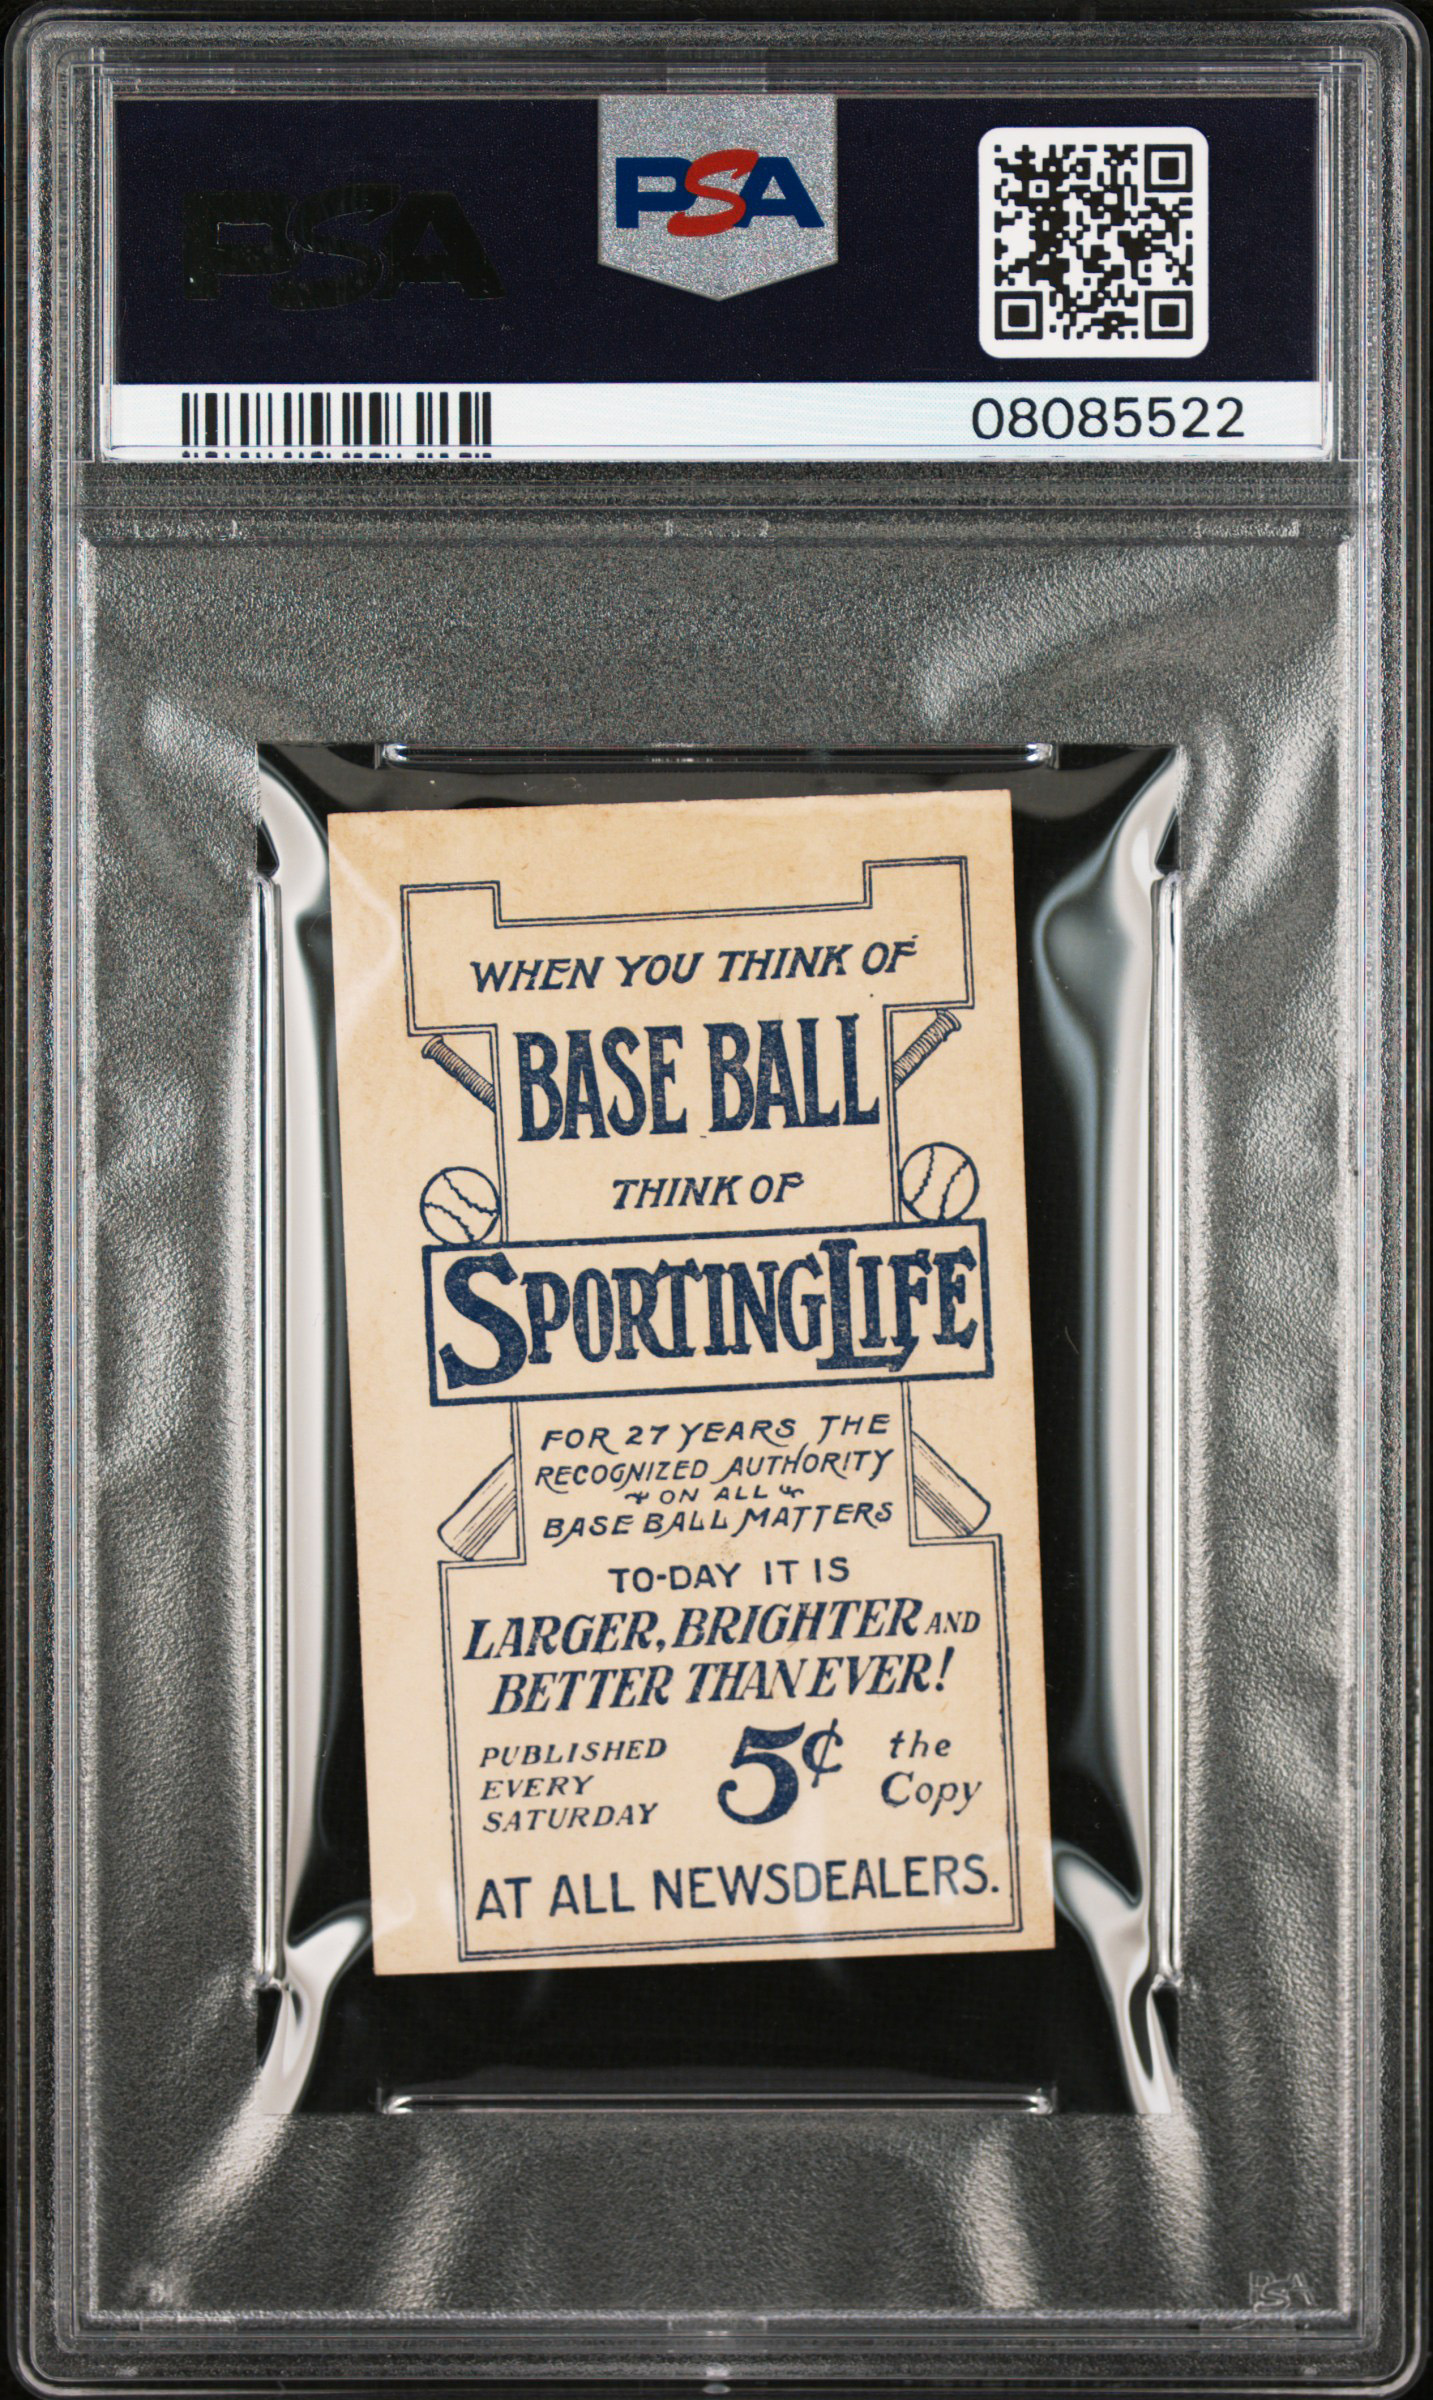 PSA
PSA
08085522
WHEN YOU THINK OF
BASE BALL
THINK OF
SPORTING LIFE
FOR 27 YEARS THE
RECOGNIZED AUTHORITY
ON ALL
BASE BALL MATTERS
TO-DAY IT IS
LARGER, BRIGHTER AND
BETTER THAN EVER!
PUBLISHED
EVERY
SATURDAY
5¢
the
Copy
AT ALL NEWSDEALERS.
PSA